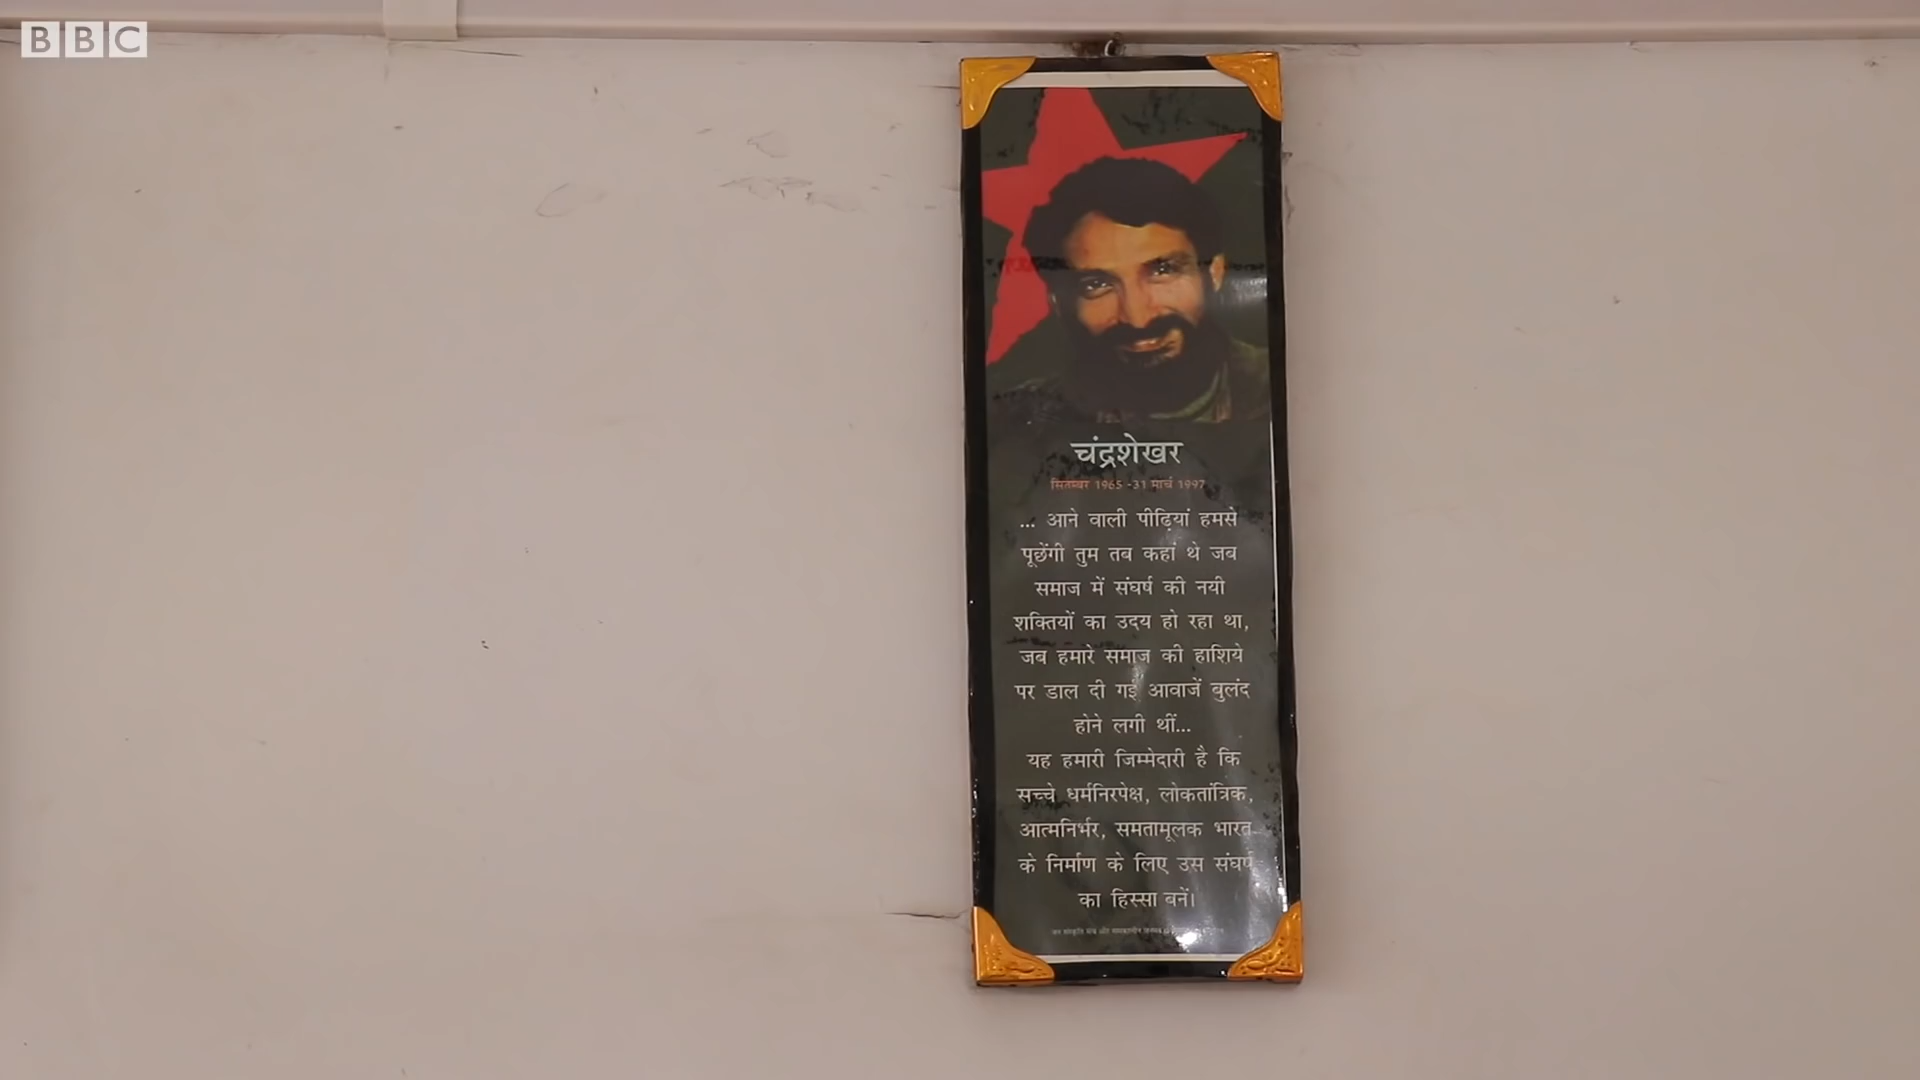 BBC
चंद्रशेखर
सितम्बर 1965 -31 मार्च 1997
... आने वाली पीढ़ियां हमसे
पूछेंगी तुम तब कहां थे जब
समाज में संघर्ष की नयी
शक्तियों का उदय हो रहा था,
जब हमारे समाज की हाशिये
पर डाल दी गई आवाजें बुलंद
होने लगी थीं...
यह हमारी जिम्मेदारी है कि
सच्चे धर्मनिरपेक्ष, लोकतांत्रिक,
आत्मनिर्भर, समतामूलक भारत
के निर्माण के लिए उस संघर्ष
का हिस्सा बनें।